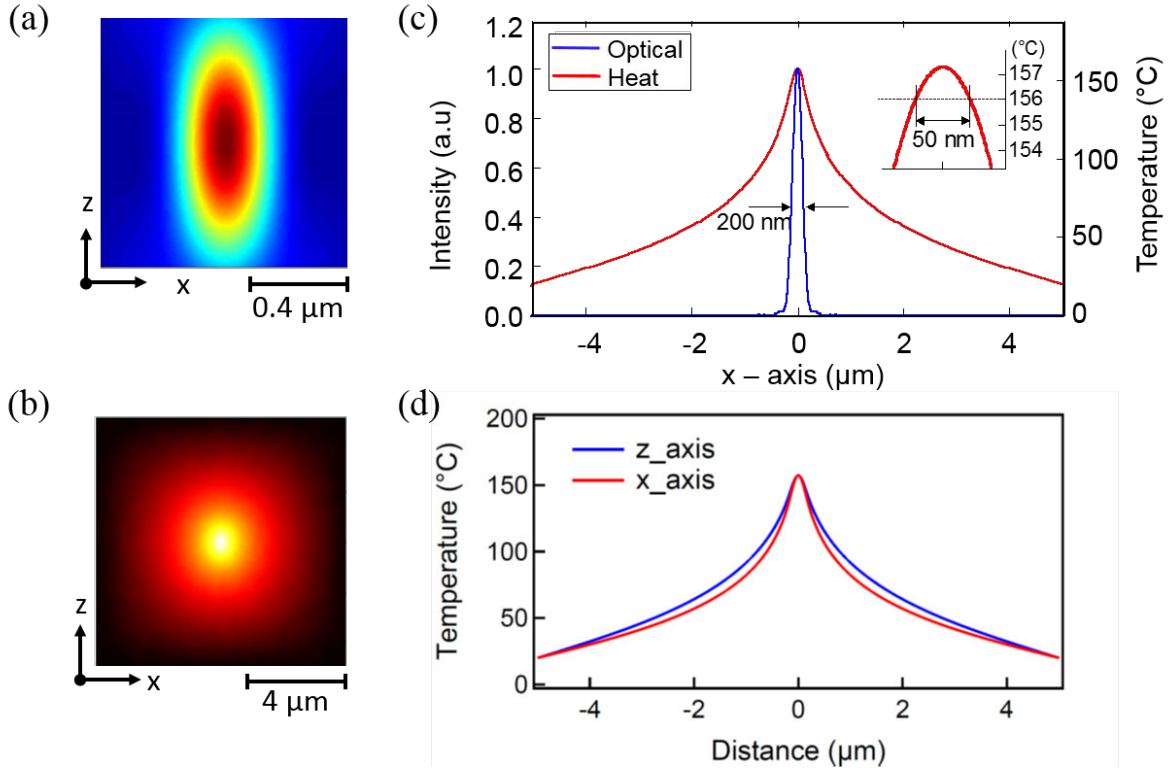 (a)
z
x
0.4 μm
(b)
z
x
4 μm
(c)
Optical
Heat
1.2
1.0
0.8
0.6
0.4
0.2
0.0
Intensity (a.u)
-4
-2
0
2
4
x – axis (μm)
200 nm
(°C)
157
156
155
154
50 nm
150
100
50
0
Temperature (°C)
(d)
z_axis
x_axis
200
150
100
50
0
Temperature (°C)
-4
-2
0
2
4
Distance (μm)